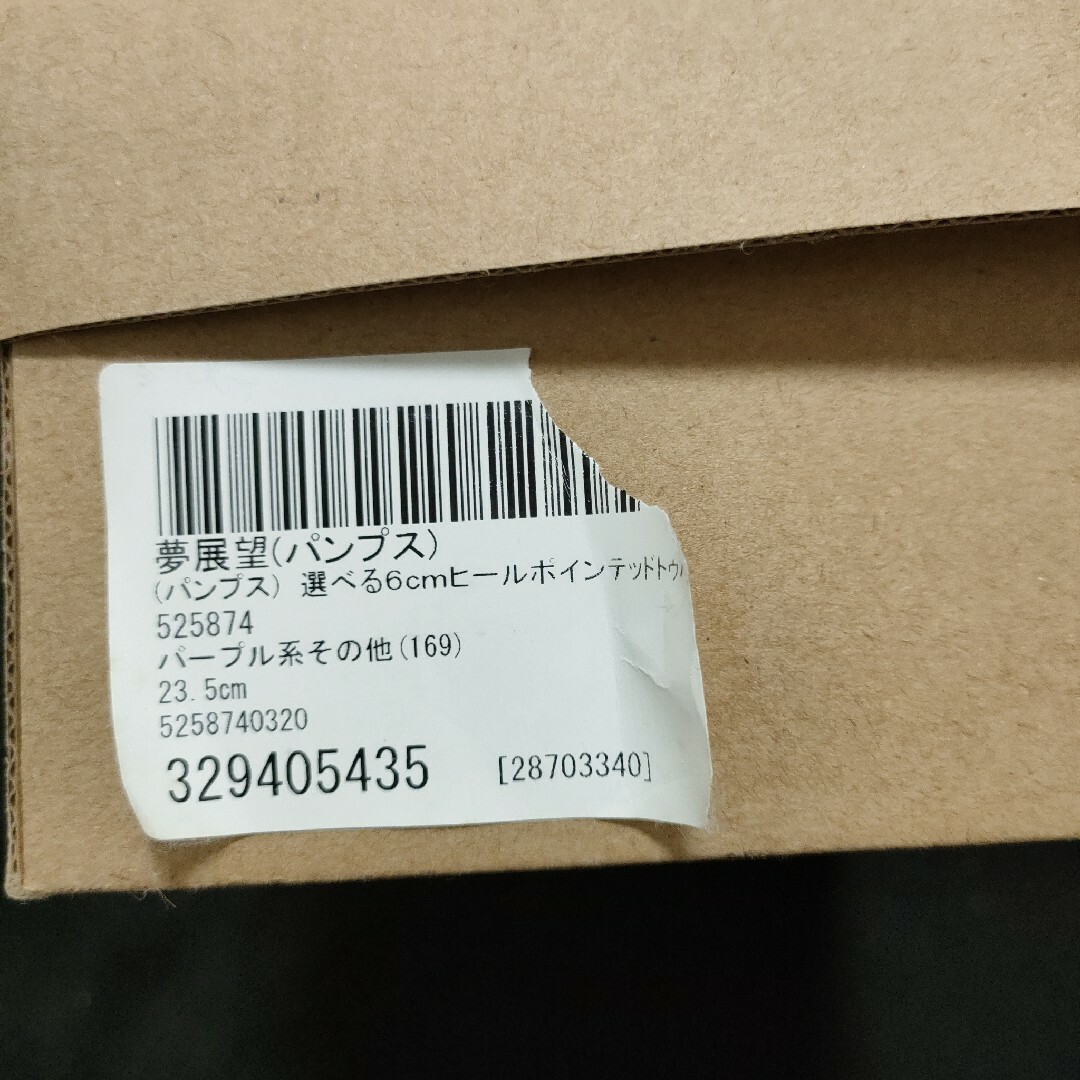 夢展望(パンプス)
(パンプス) 選べる6cmヒールポインテッドトゥ
525874
パープル系その他(169)
23.5cm
5258740320
329405435 [28703340]